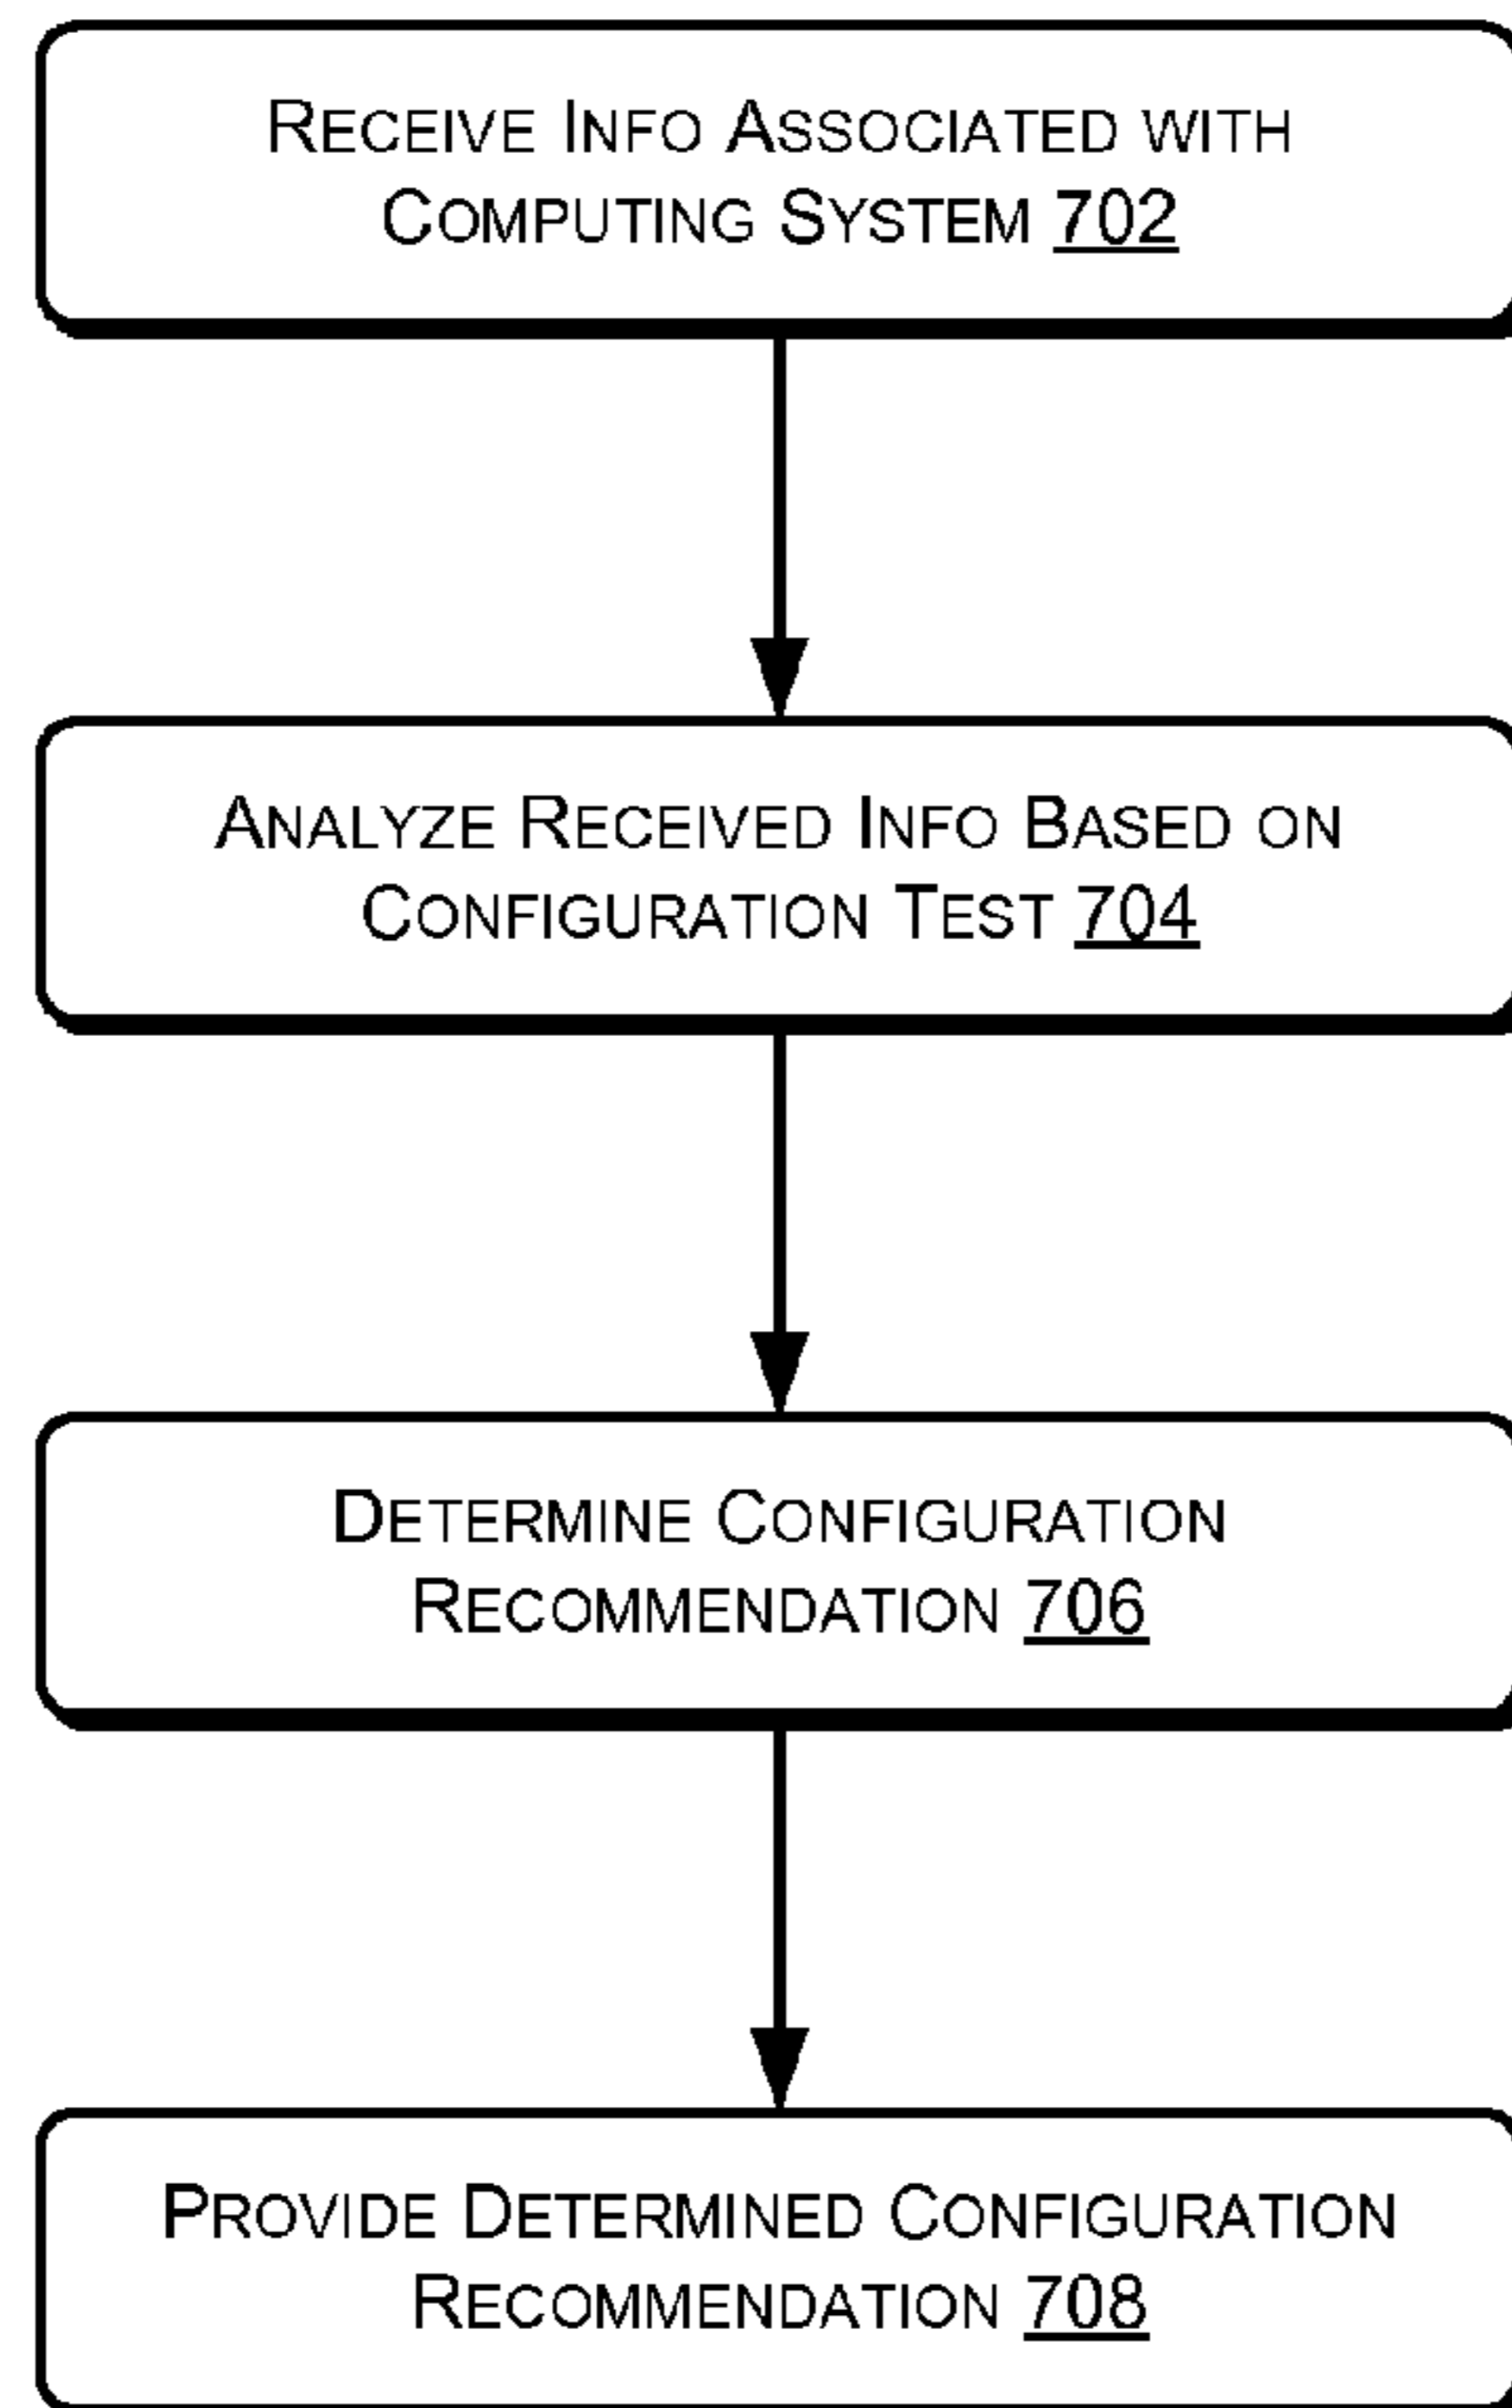 RECEIVE INFO ASSOCIATED WITH
COMPUTING SYSTEM 702
ANALYZE RECEIVED INFO BASED ON
CONFIGURATION TEST 704
DETERMINE CONFIGURATION
RECOMMENDATION 706
PROVIDE DETERMINED CONFIGURATION
RECOMMENDATION 708